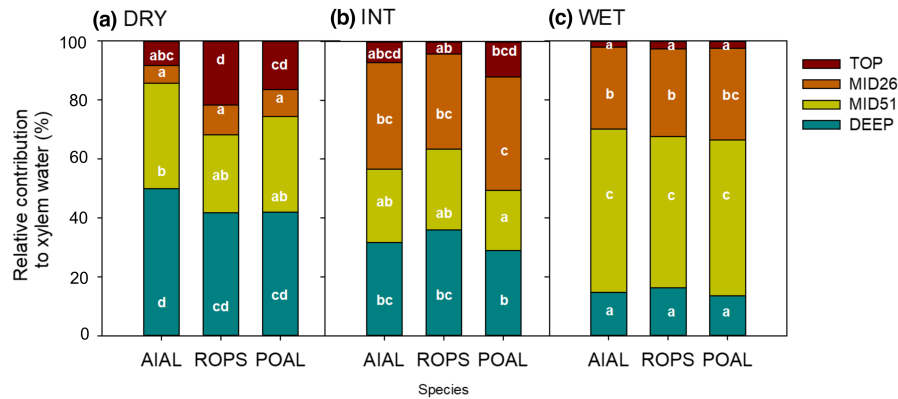 (a) DRY
(b) INT
(c) WET
Relative contribution
to xylem water (%)
100
80
60
40
20
0
abc
d
cd
a
a
a
b
ab
ab
d
cd
cd
abcd
ab
bcd
bc
bc
c
ab
ab
a
bc
bc
b
a
a
a
b
b
bc
c
c
c
a
a
a
TOP
MID26
MID51
DEEP
AIAL ROPS POAL
AIAL ROPS POAL
AIAL ROPS POAL
Species